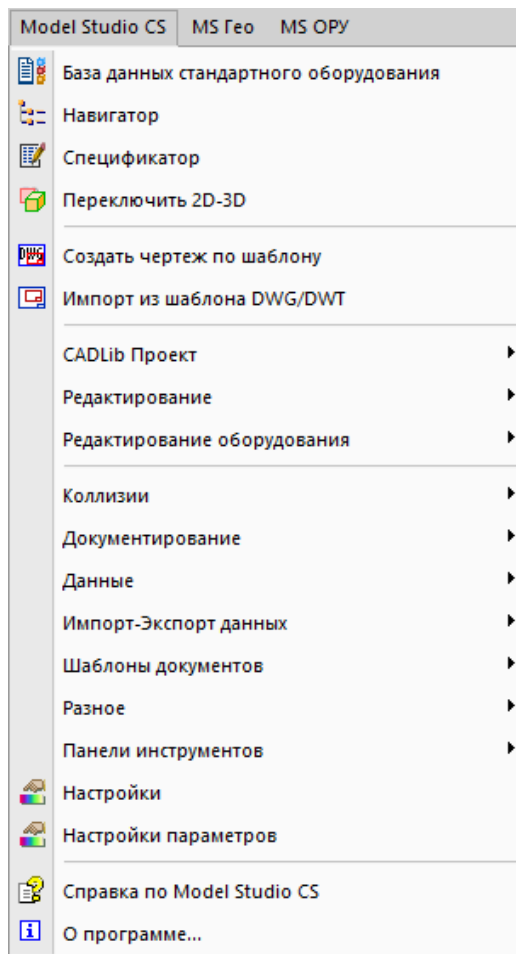 Model Studio CS MS Гео MS ОРУ
База данных стандартного оборудования
Навигатор
Спецификатор
Переключить 2D-3D
DWG Создать чертеж по шаблону
Импорт из шаблона DWG/DWT
CADLib Проект
Редактирование
Редактирование оборудования
Коллизии
Документирование
Данные
Импорт-Экспорт данных
Шаблоны документов
Разное
Панели инструментов
Настройки
Настройки параметров
Справка по Model Studio CS
О программе...